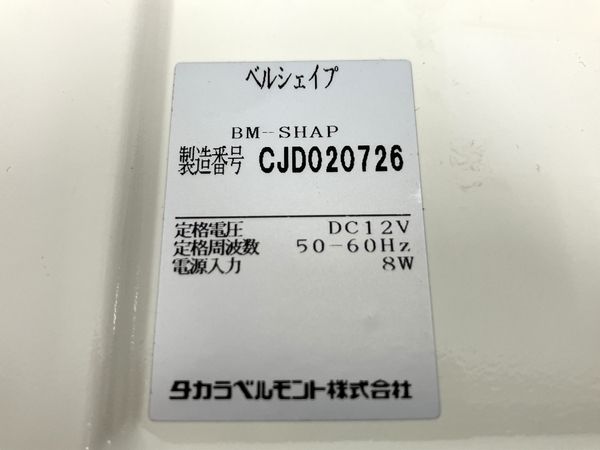 ベルシェイプ
BM-SHAP
製造番号 CJD020726
定格電圧 DC12V
定格周波数 50-60Hz
電源入力 8W
タカラベルモント株式会社